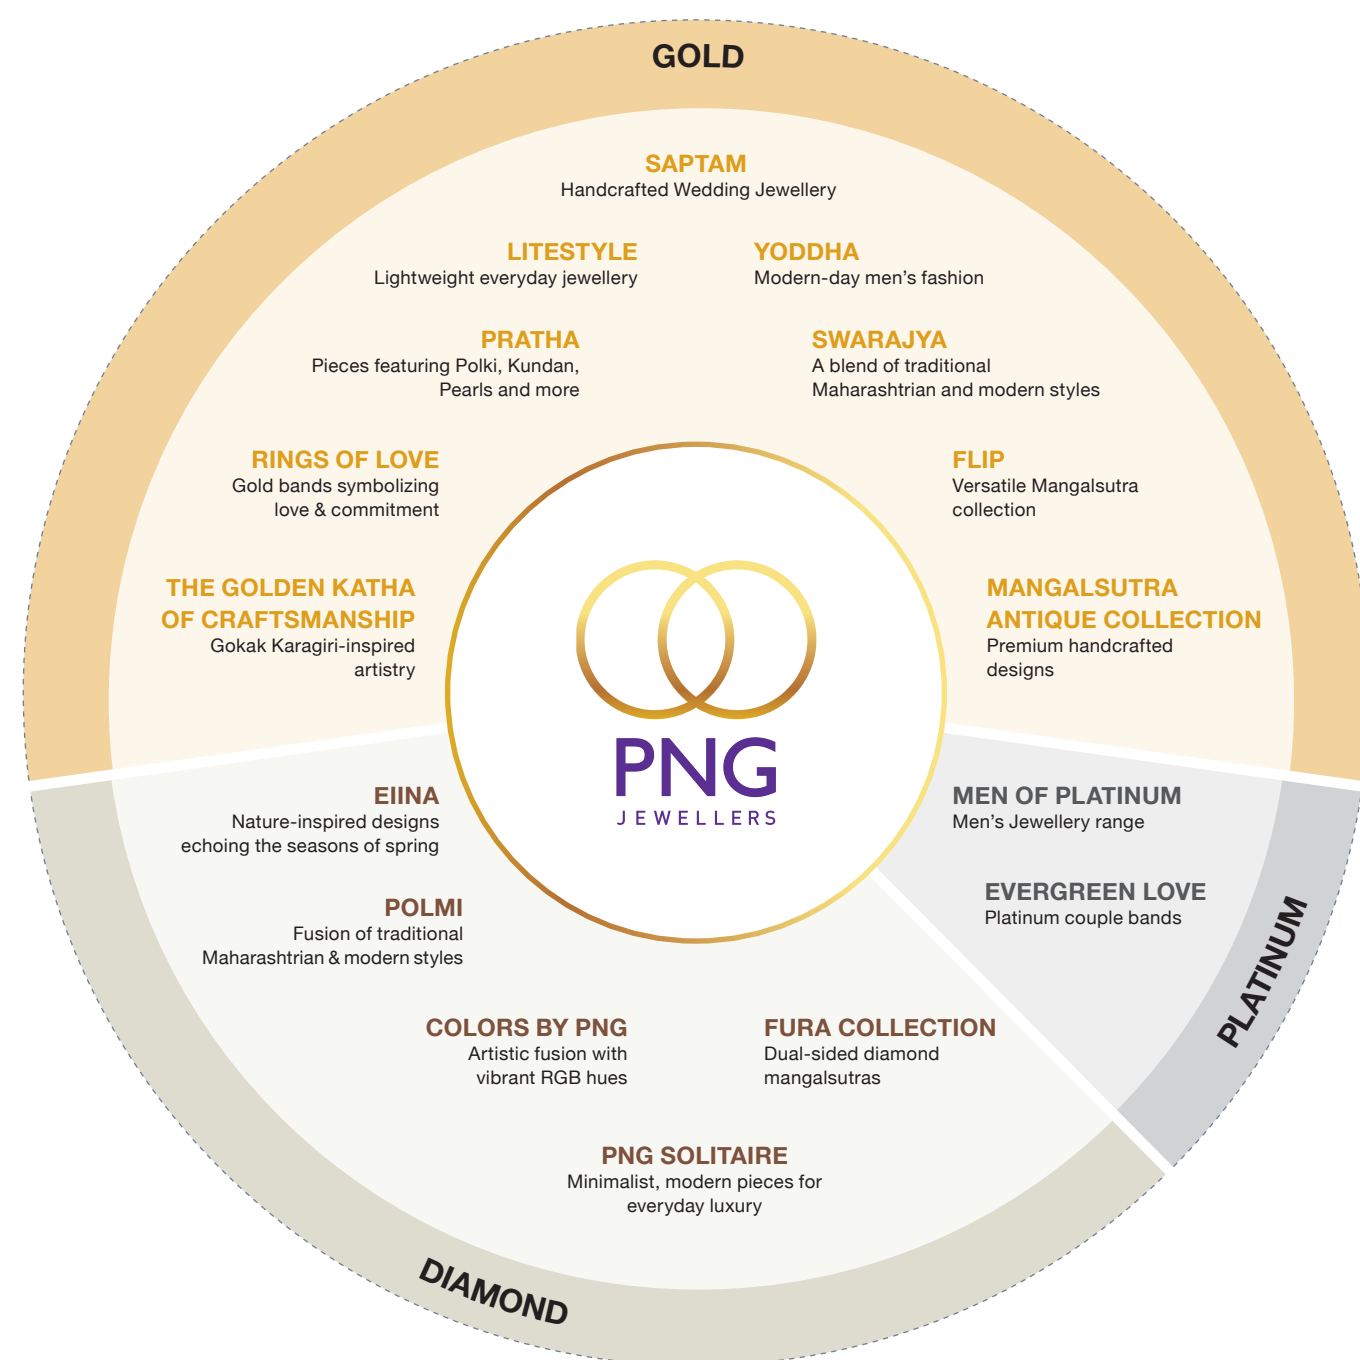 GOLD
SAPTAM
Handcrafted Wedding Jewellery
LITESTYLE
Lightweight everyday jewellery
YODDHA
Modern-day men's fashion
PRATHA
Pieces featuring Polki, Kundan,
Pearls and more
SWARAJYA
A blend of traditional
Maharashtrian and modern styles
RINGS OF LOVE
Gold bands symbolizing
love & commitment
FLIP
Versatile Mangalsutra
collection
THE GOLDEN KATHA
OF CRAFTSMANSHIP
Gokak Karagiri-inspired
artistry
MANGALSUTRA
ANTIQUE COLLECTION
Premium handcrafted
designs
PNG
JEWELLERS
EIINA
Nature-inspired designs
echoing the seasons of spring
MEN OF PLATINUM
Men's Jewellery range
POLMI
Fusion of traditional
Maharashtrian & modern styles
EVERGREEN LOVE
Platinum couple bands
PLATINUM
COLORS BY PNG
Artistic fusion with
vibrant RGB hues
FURA COLLECTION
Dual-sided diamond
mangalsutras
PNG SOLITAIRE
Minimalist, modern pieces for
everyday luxury
DIAMOND